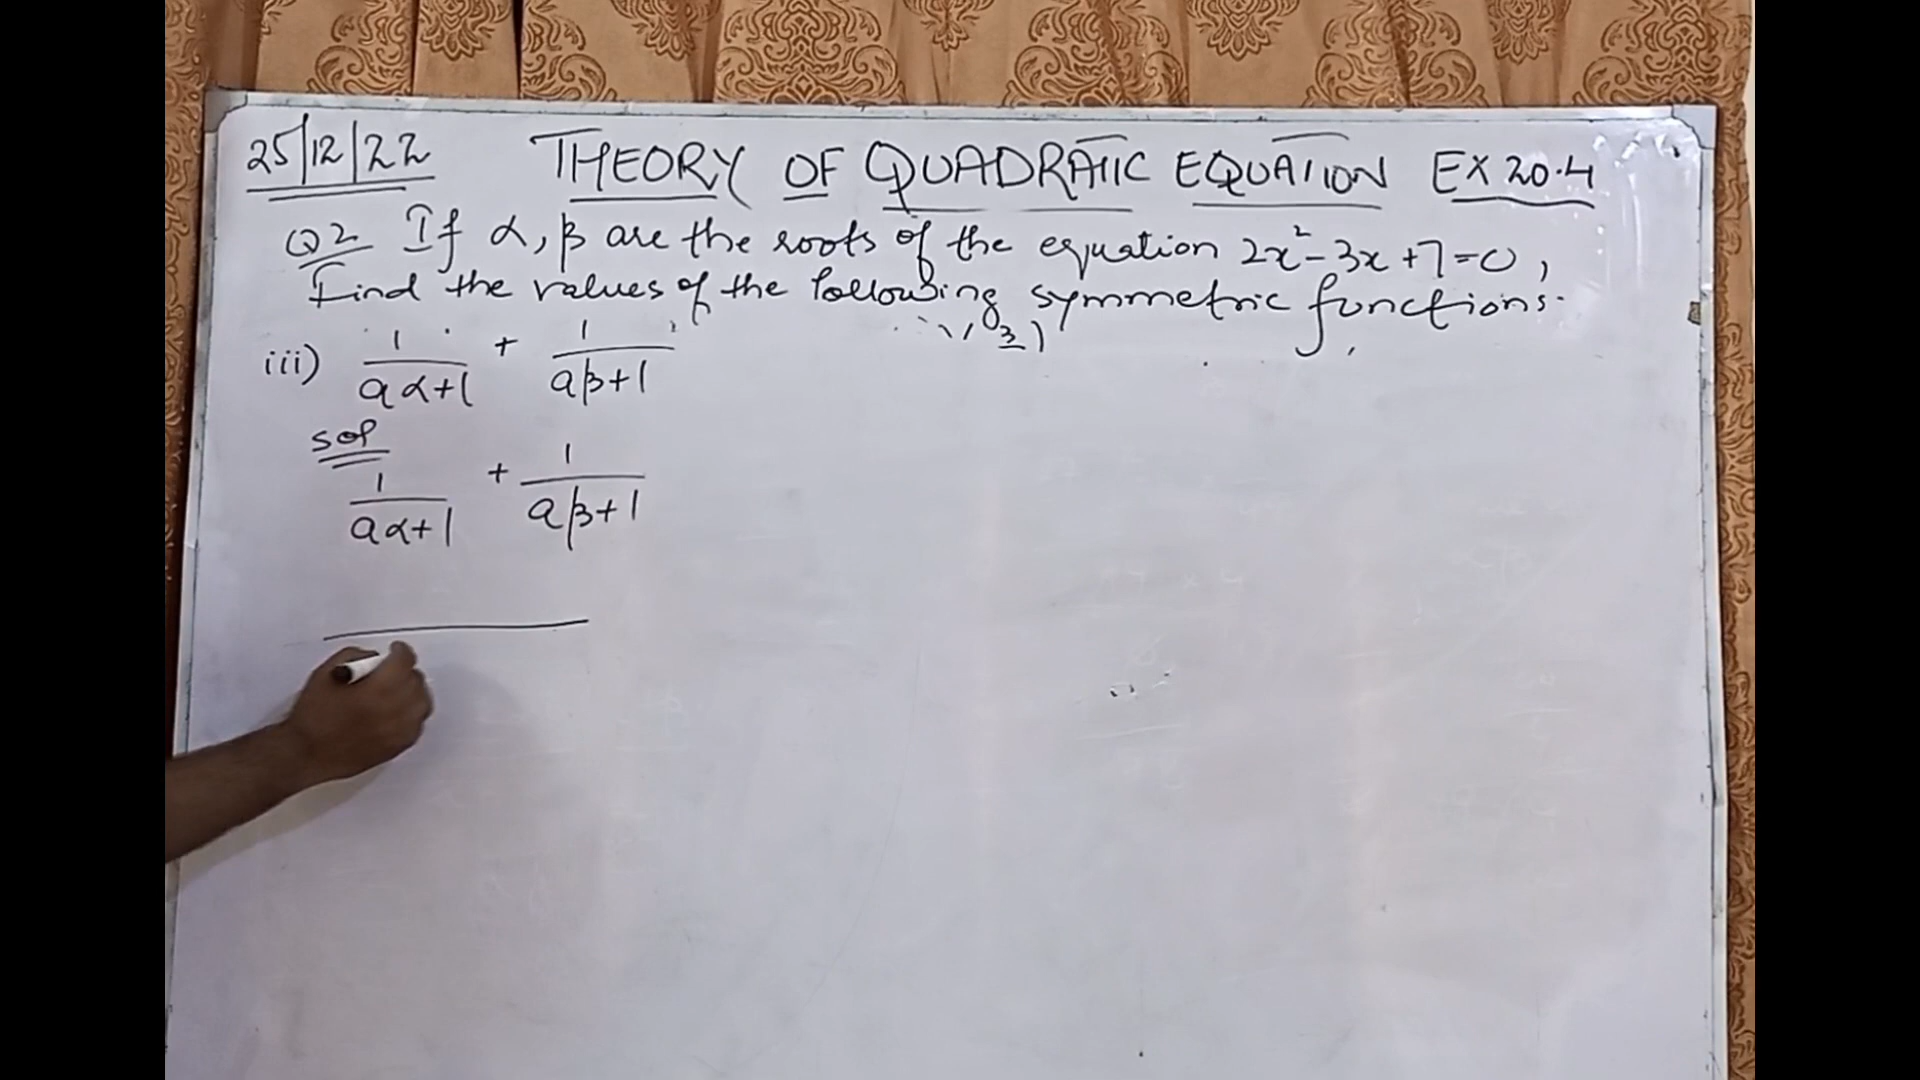 25/12/22 THEORY OF QUADRATIC EQUATION EX 20.4
Q2 If α, β are the roots of the equation 2x²-3x+7=0,
Find the values of the following symmetric functions.
iii) 1/(aα+1) + 1/(aβ+1)
sol
1/(aα+1) + 1/(aβ+1)